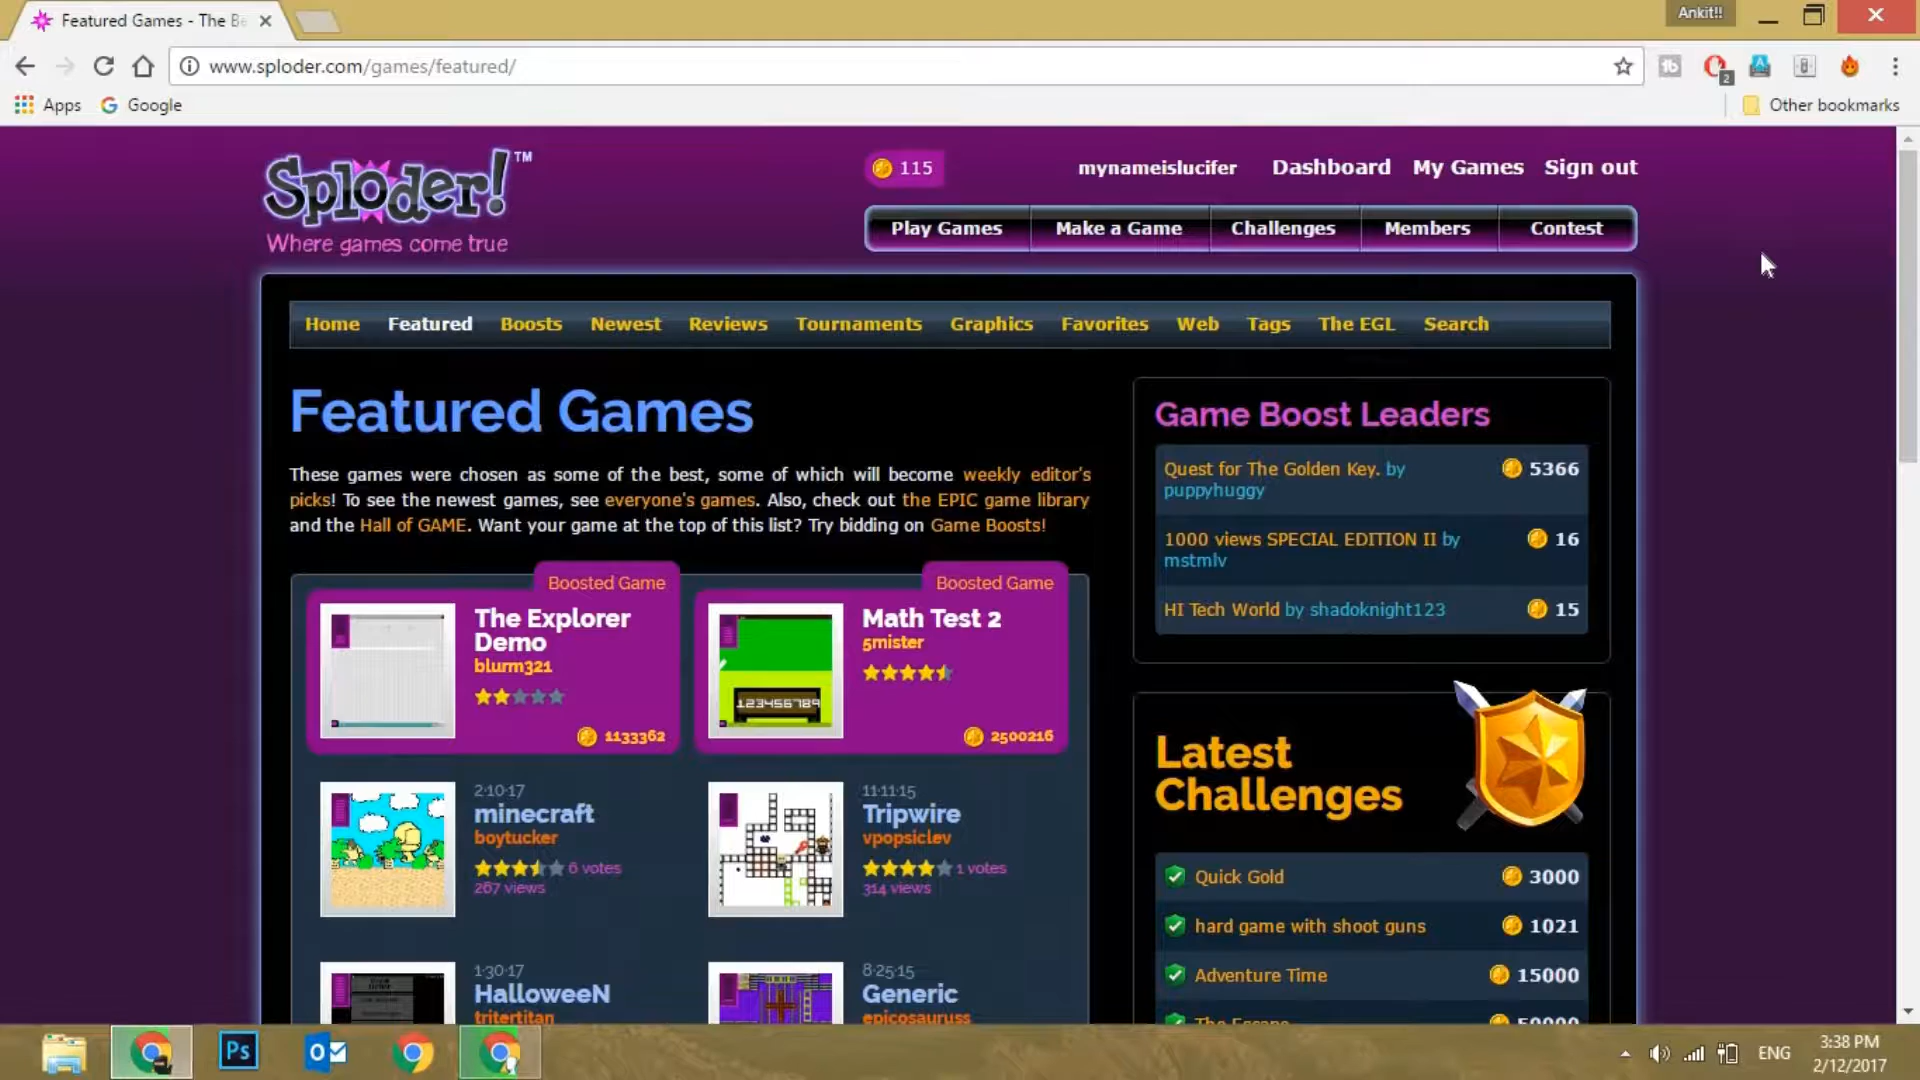 Featured Games - The Be
Ankit!!
www.sploder.com/games/featured/
2
Apps Google
Other bookmarks
Sploder! TM
Where games come true
115
mynameislucifer Dashboard My Games Sign out
Play Games Make a Game Challenges Members Contest
Home Featured Boosts Newest Reviews Tournaments Graphics Favorites Web Tags The EGL Search
Featured Games
These games were chosen as some of the best, some of which will become weekly editor's
picks! To see the newest games, see everyone's games. Also, check out the EPIC game library
and the Hall of GAME. Want your game at the top of this list? Try bidding on Game Boosts!
Boosted Game
The Explorer
Demo
blurm321
1133362
Boosted Game
Math Test 2
5mister
123456789
2500216
2·10·17
minecraft
boytucker
6 votes
267 views
11·11·15
Tripwire
vpopsiclev
1 votes
314 views
1·30·17
HalloweeN
tritertitan
8·25·15
Generic
epicosauruss
Game Boost Leaders
Quest for The Golden Key. by
puppyhuggy
5366
1000 views SPECIAL EDITION II by
mstmlv
16
HI Tech World by shadoknight123
15
Latest
Challenges
Quick Gold 3000
hard game with shoot guns 1021
Adventure Time 15000
The Escape 50000
Ps
ENG
3:38 PM
2/12/2017